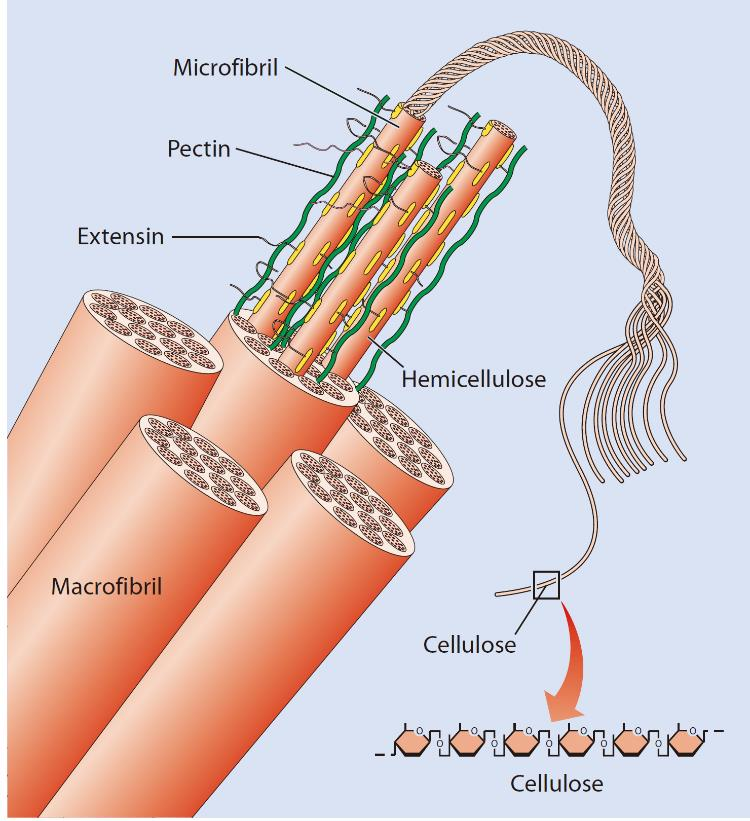 Microfibril
Pectin
Extensin
Hemicellulose
Macrofibril
Cellulose
O O O O O O
O O O O O
Cellulose